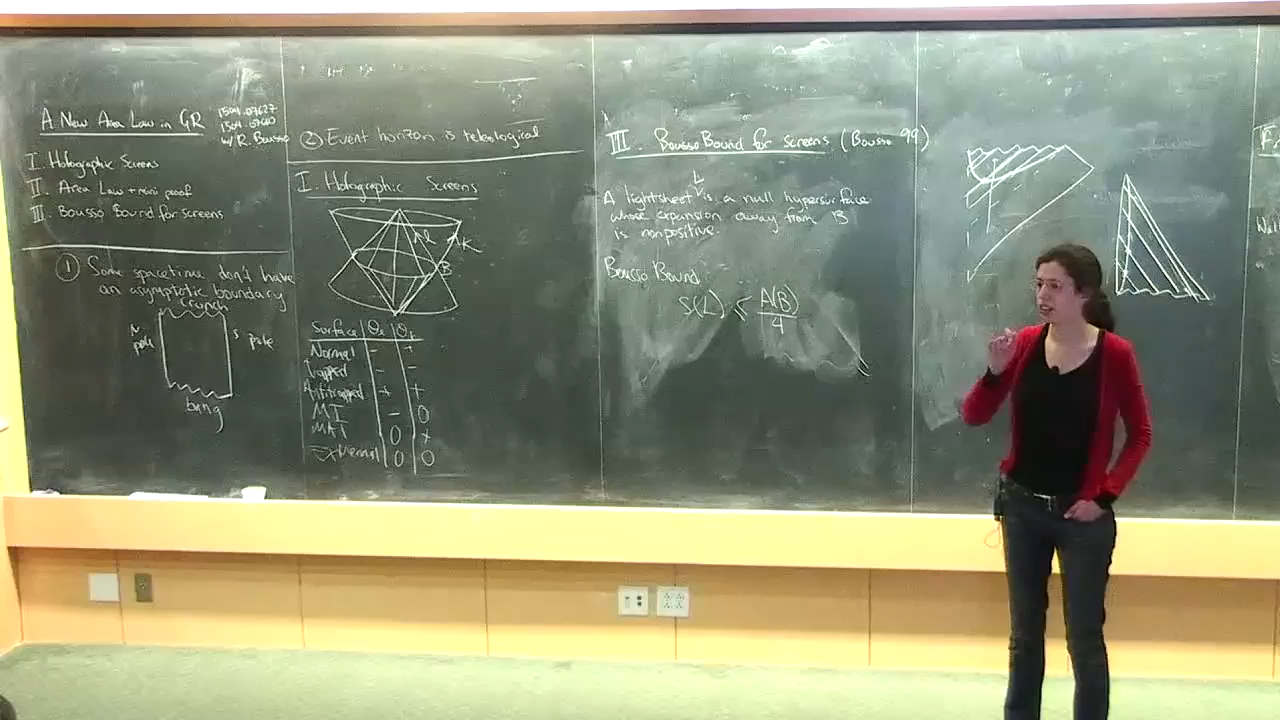 A New Area Law in GR
1504.07627
1504.07660
w/ R. Bousso
I. Holographic Screens
II. Area Law + mini proof
III. Bousso Bound for screens
① Some spacetimes don't have
an asymptotic boundary
crunch
N pole
S pole
bang
② Event horizon is teleological
I. Holographic Screens
l
k
B
Surface θ θ
Normal - +
Trapped - -
Antitrapped + +
MT - 0
MAT 0 +
Extremal 0 0
III. Bousso Bound for screens (Bousso 99)
L
A lightsheet is a null hypersurface
whose expansion away from B
is nonpositive.
Bousso Bound:
S(L) ≤ A(B)/4